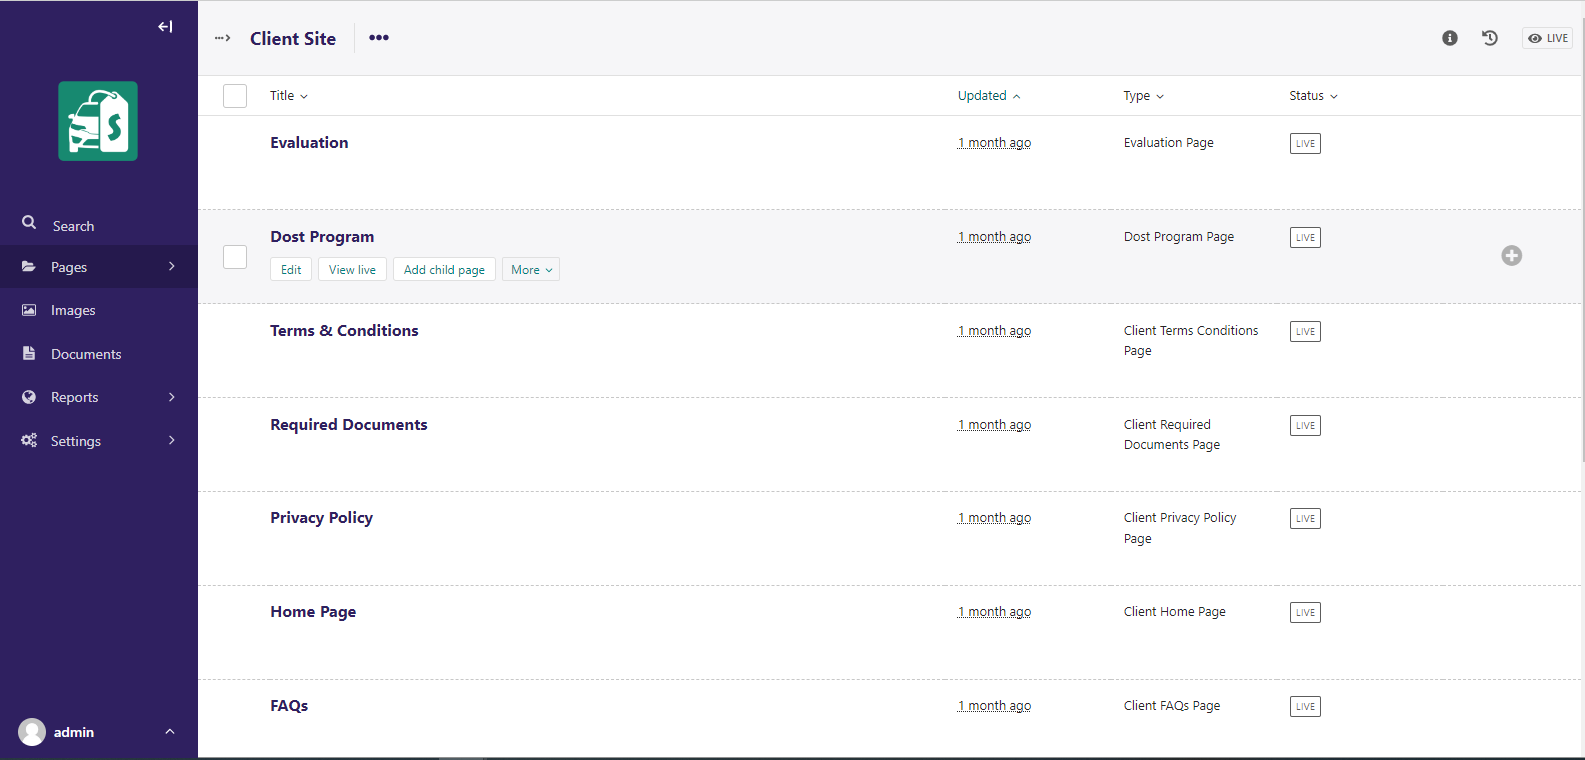 Client Site
LIVE
Search
Pages
Images
Documents
Reports
Settings
admin
Title Updated Type Status
Evaluation 1 month ago Evaluation Page LIVE
Dost Program 1 month ago Dost Program Page LIVE
Edit View live Add child page More
Terms & Conditions 1 month ago Client Terms Conditions LIVE
Page
Required Documents 1 month ago Client Required LIVE
Documents Page
Privacy Policy 1 month ago Client Privacy Policy LIVE
Page
Home Page 1 month ago Client Home Page LIVE
FAQs 1 month ago Client FAQs Page LIVE